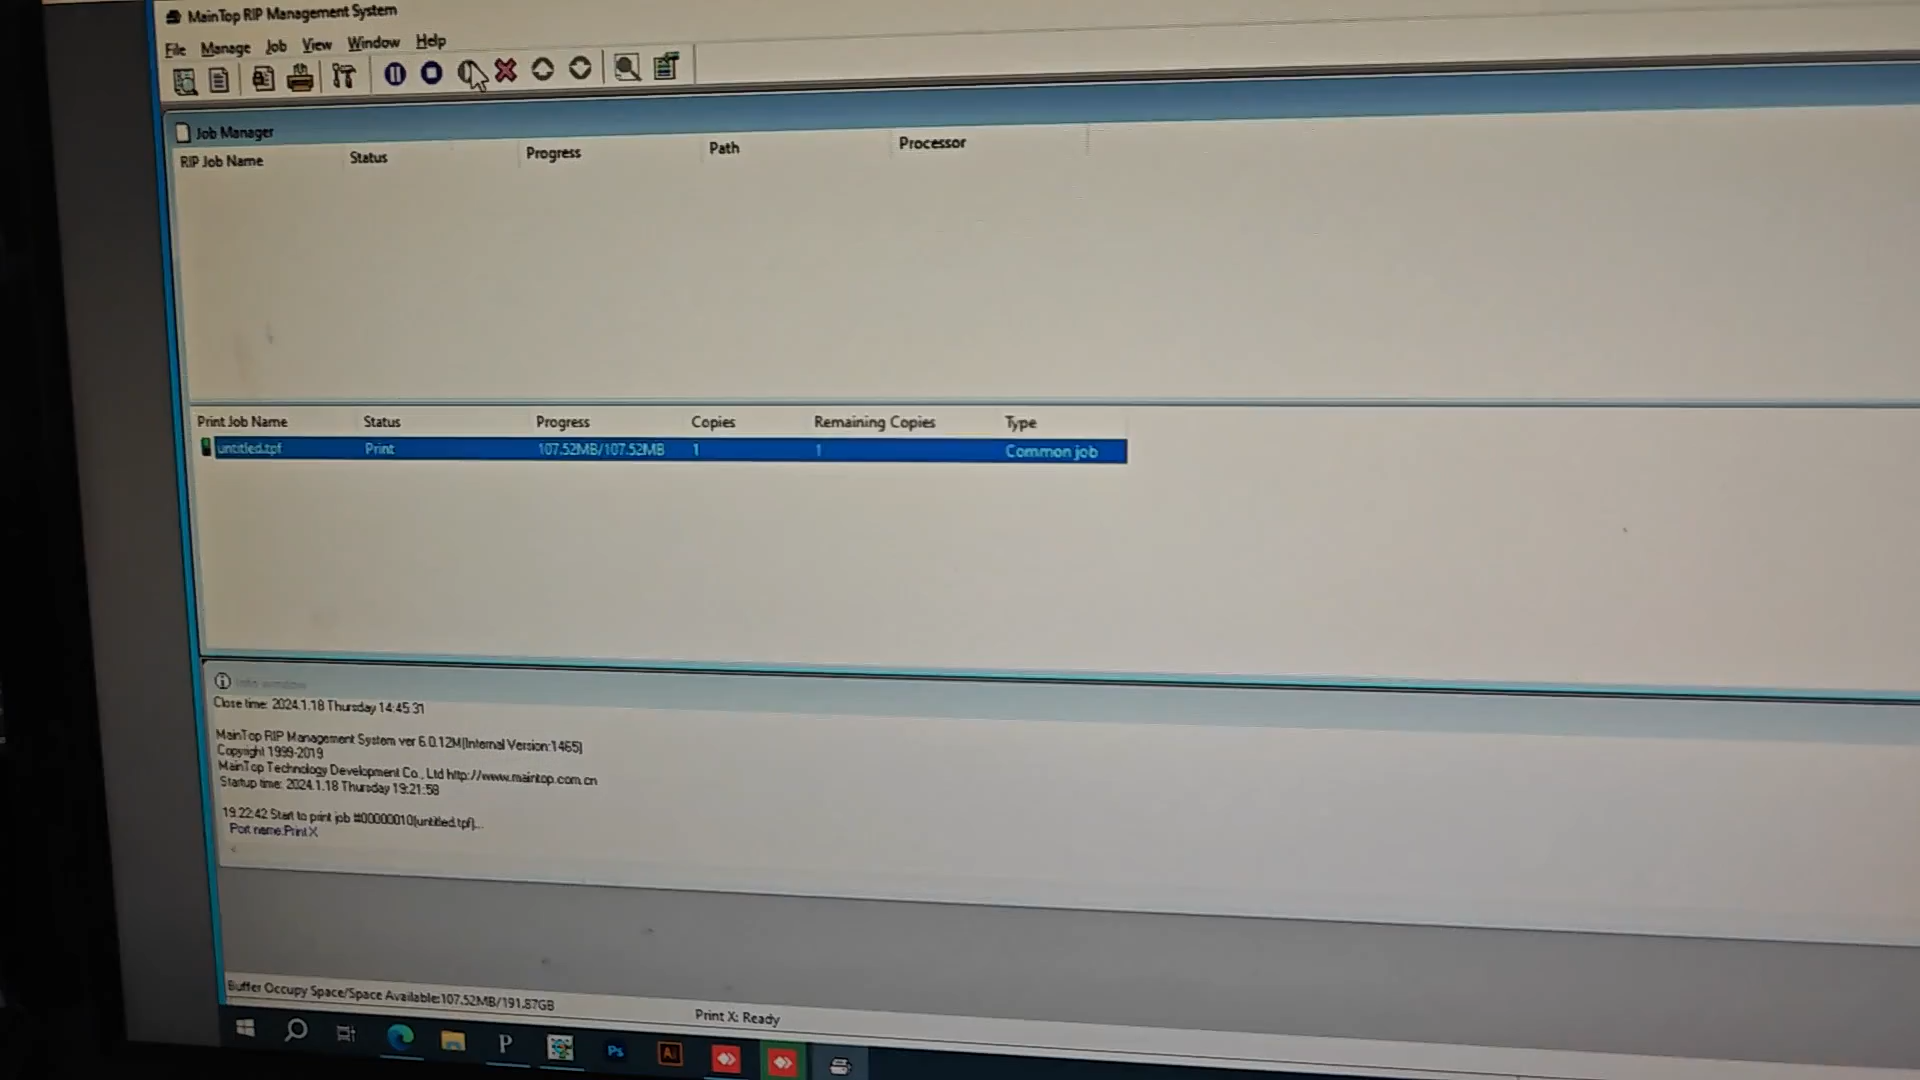 MainTop RIP Management System
File Manage Job View Window Help
Job Manager
RIP Job Name Status Progress Path Processor
Print Job Name Status Progress Copies Remaining Copies Type
untitled.tpf Print 107.52MB/107.52MB 1 1 Common job
Info window
Close time: 2024.1.18 Thursday 14:45:31
MainTop RIP Management System ver 6.0.12M(Internal Version:1465)
Copyright 1999-2019
MainTop Technology Development Co., Ltd http://www.maintop.com.cn
Startup time: 2024.1.18 Thursday 19:21:58
19:22:42 Start to print job #00000010(untitled.tpf)...
Port name:Print X
Buffer Occupy Space/Space Available:107.52MB/191.87GB
Print X: Ready
P Ps Ai